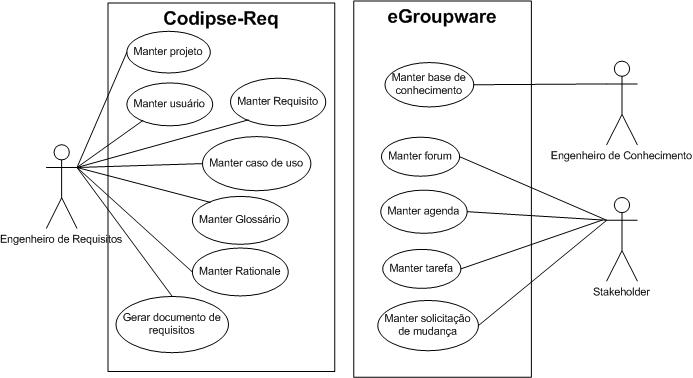 Codipse-Req
Manter projeto
Manter usuário
Manter Requisito
Manter caso de uso
Manter Glossário
Manter Rationale
Gerar documento de
requisitos
Engenheiro de Requisitos
eGroupware
Manter base de
conhecimento
Manter forum
Manter agenda
Manter tarefa
Manter solicitação
de mudança
Engenheiro de Conhecimento
Stakeholder